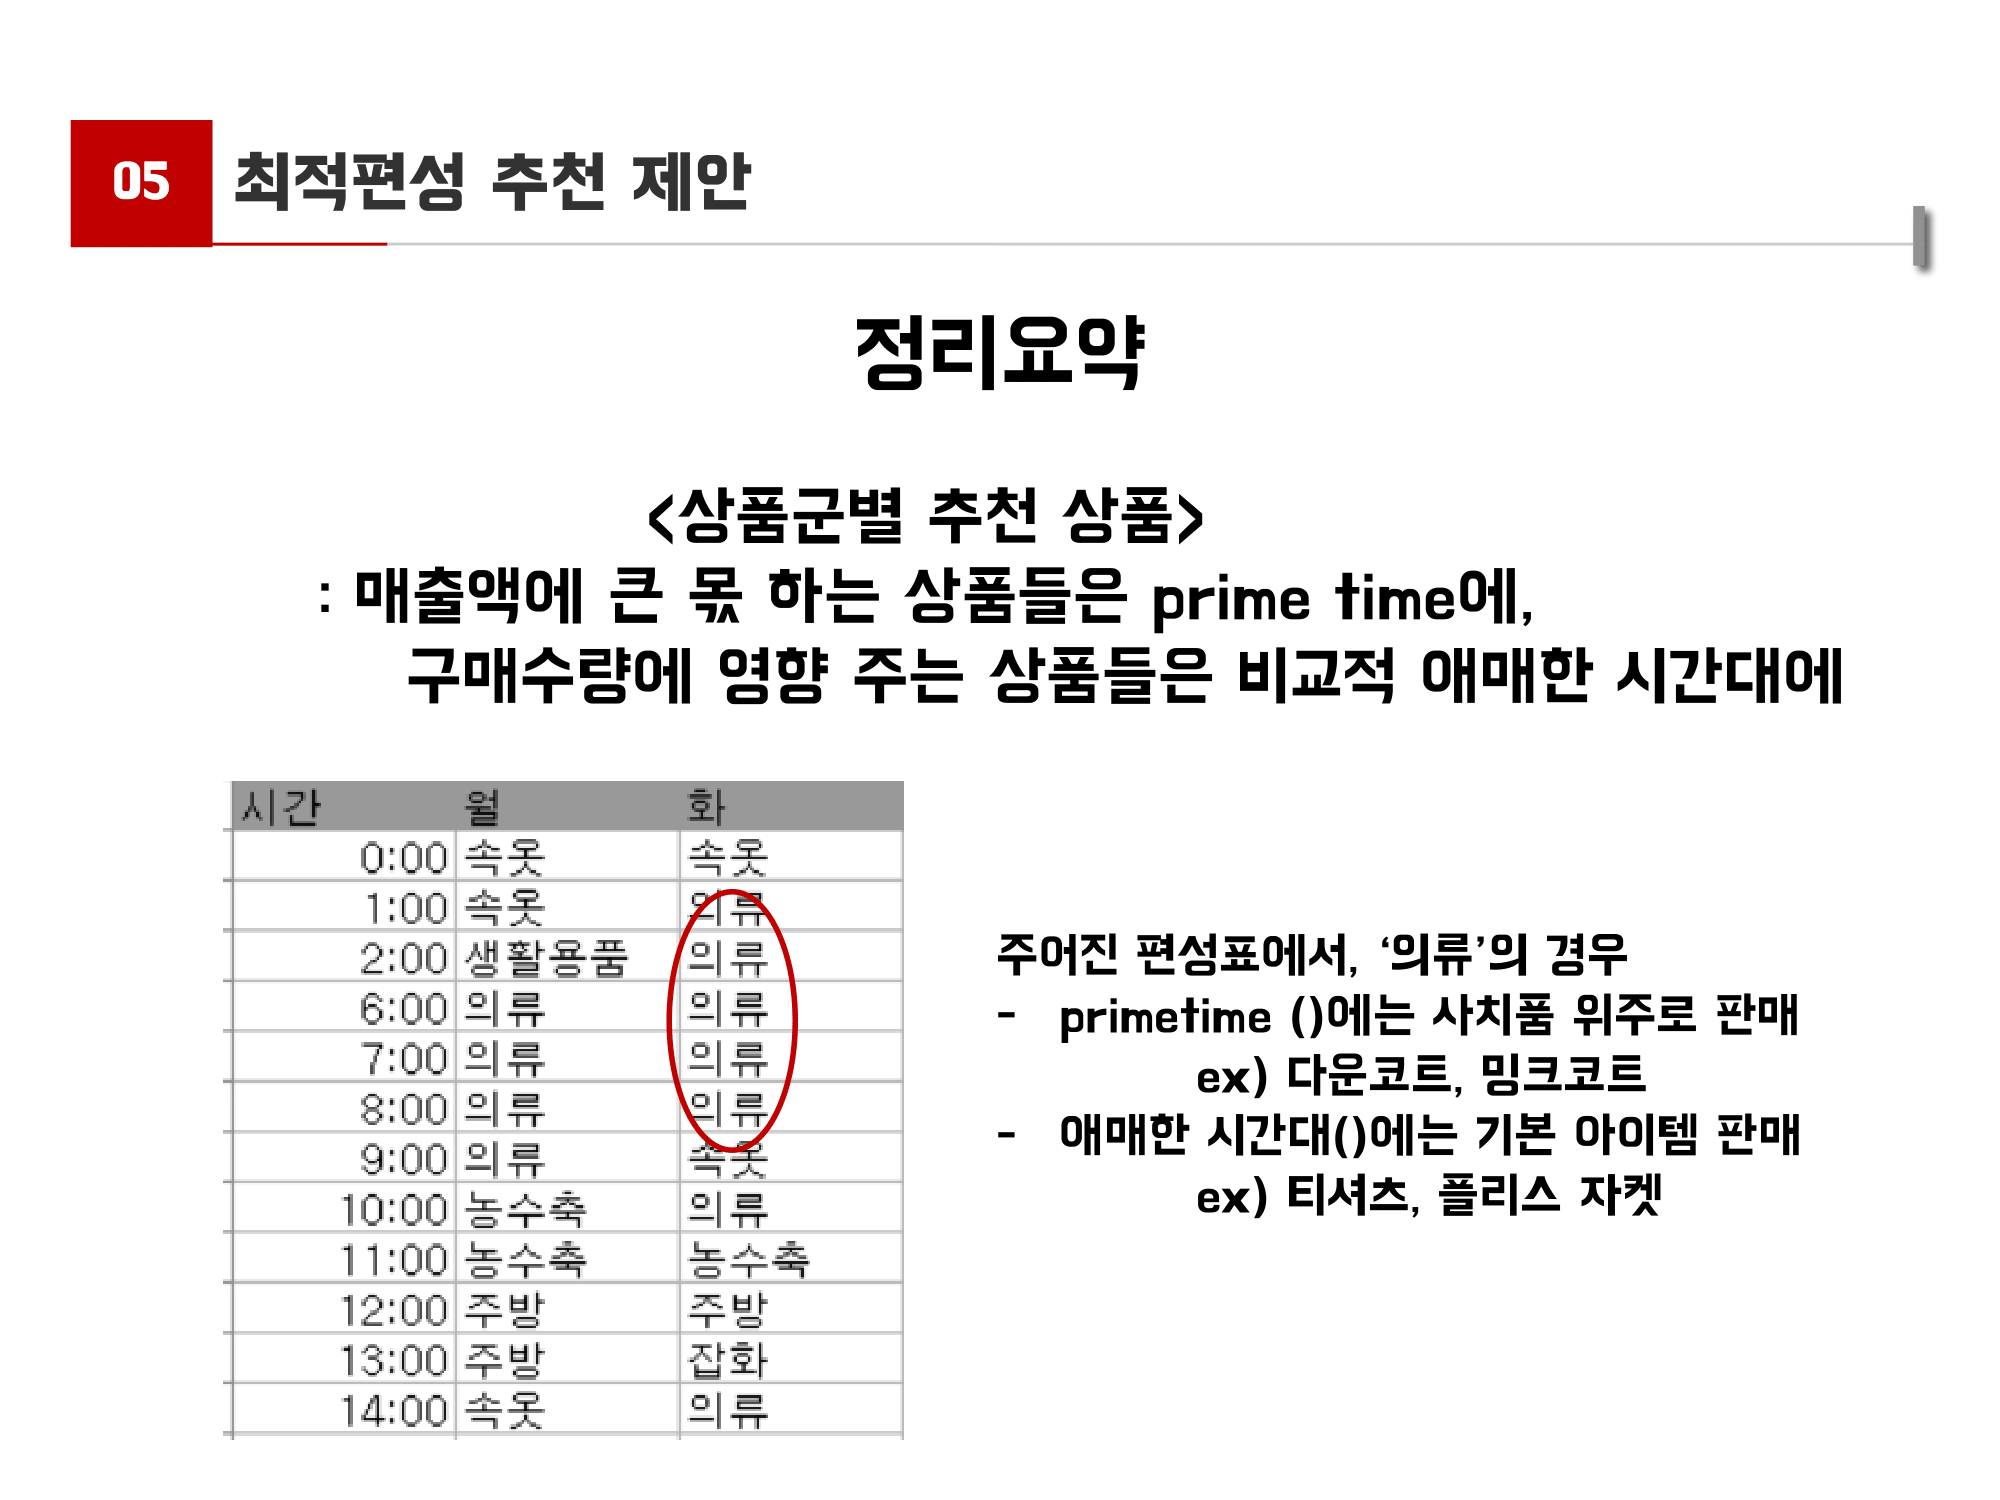 05 최적편성 추천 제안
정리요약
<상품군별 추천 상품>
: 매출액에 큰 몫 하는 상품들은 prime time에,
구매수량에 영향 주는 상품들은 비교적 애매한 시간대에
시간 월 화
0:00 속옷 속옷
1:00 속옷 의류
2:00 생활용품 의류
6:00 의류 의류
7:00 의류 의류
8:00 의류 의류
9:00 의류 속옷
10:00 농수축 의류
11:00 농수축 농수축
12:00 주방 주방
13:00 주방 잡화
14:00 속옷 의류
주어진 편성표에서, ‘의류’의 경우
- primetime ()에는 사치품 위주로 판매
ex) 다운코트, 밍크코트
- 애매한 시간대()에는 기본 아이템 판매
ex) 티셔츠, 플리스 자켓